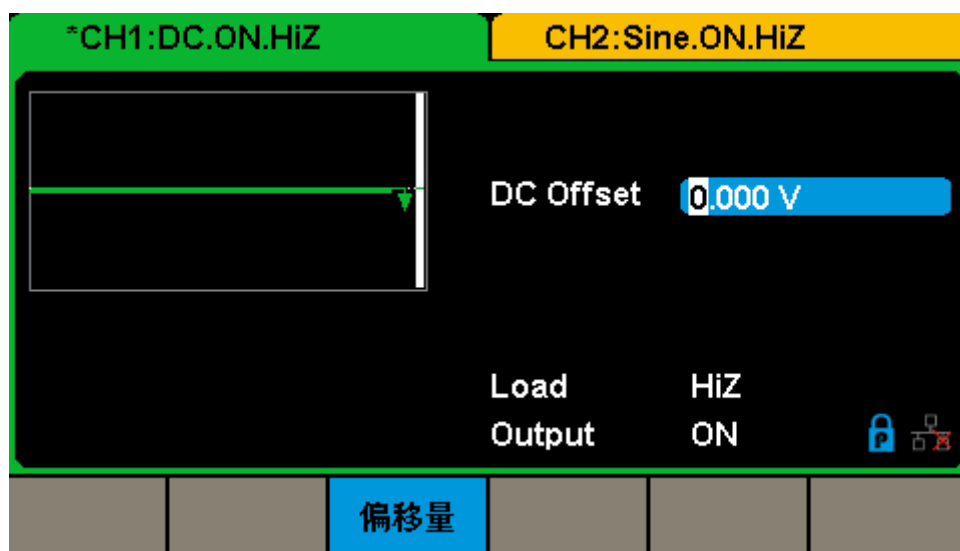 *CH1:DC.ON.HiZ
CH2:Sine.ON.HiZ
DC Offset 0.000 V
Load HiZ
Output ON
偏移量